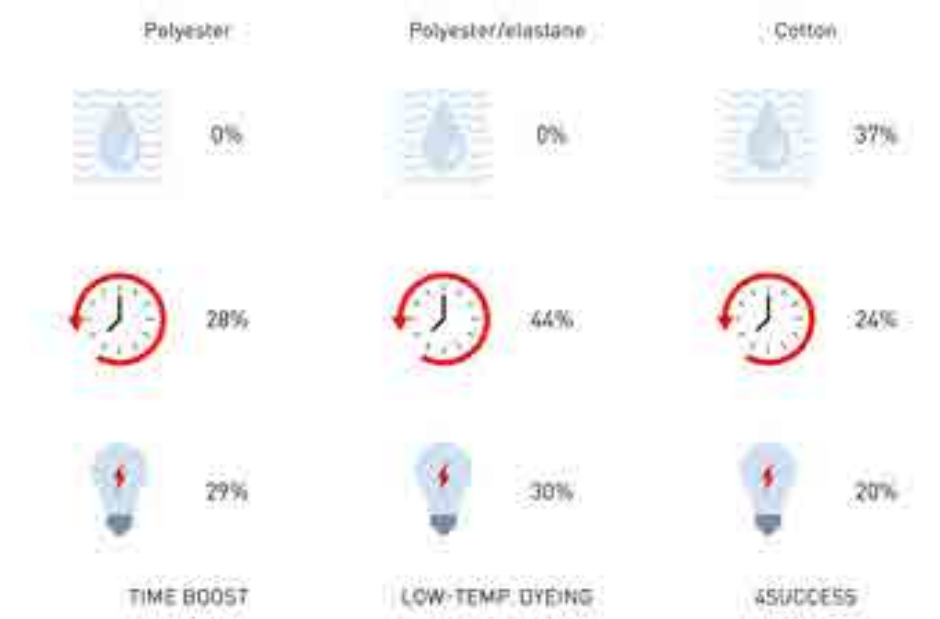 Polyester Polyester/elastane Cotton
0% 0% 37%
28% 44% 24%
29% 30% 20%
TIME BOOST LOW-TEMP. DYEING 4SUCCESS